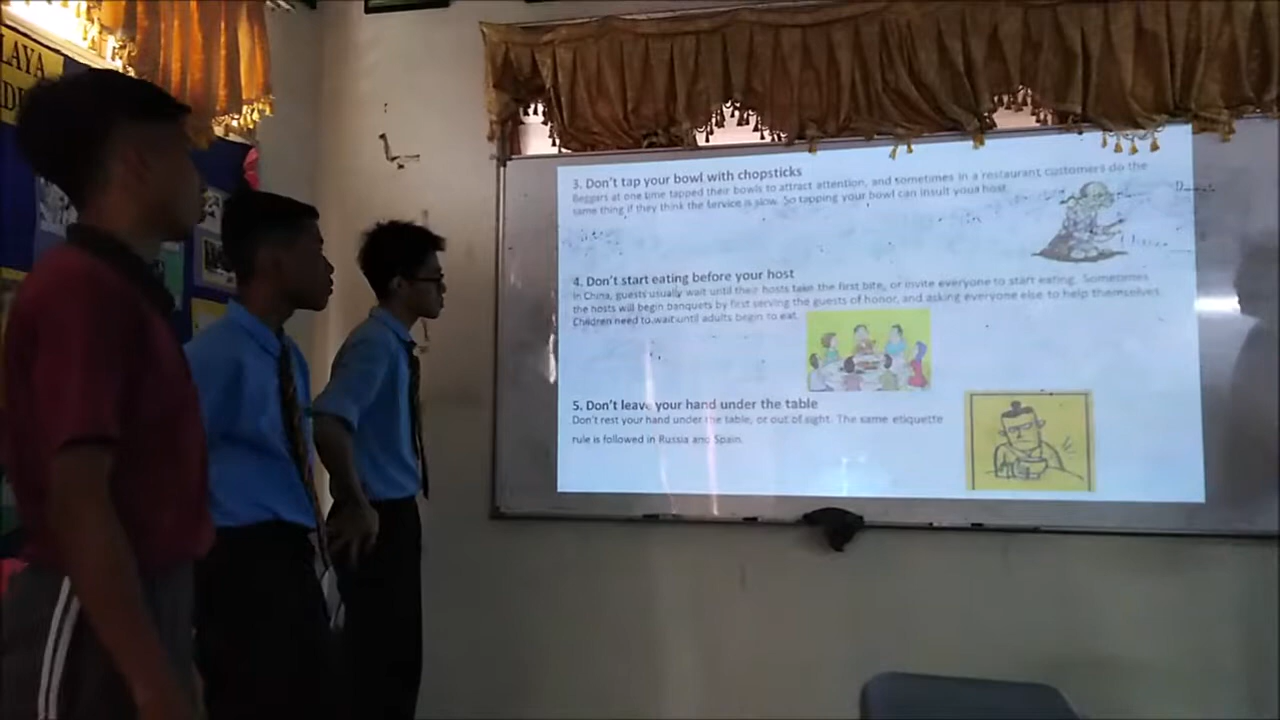 LAYA
3. Don't tap your bowl with chopsticks
Beggars at one time tapped their bowls to attract attention, and sometimes in a restaurant customers do the
same thing if they think the service is slow. So tapping your bowl can insult your host.
4. Don't start eating before your host
In China, guests usually wait until their hosts take the first bite, or invite everyone to start eating. Sometimes
the hosts will begin banquets by first serving the guests of honor, and asking everyone else to help themselves.
Children need to wait until adults begin to eat.
5. Don't leave your hand under the table
Don't rest your hand under the table, or out of sight. The same etiquette
rule is followed in Russia and Spain.